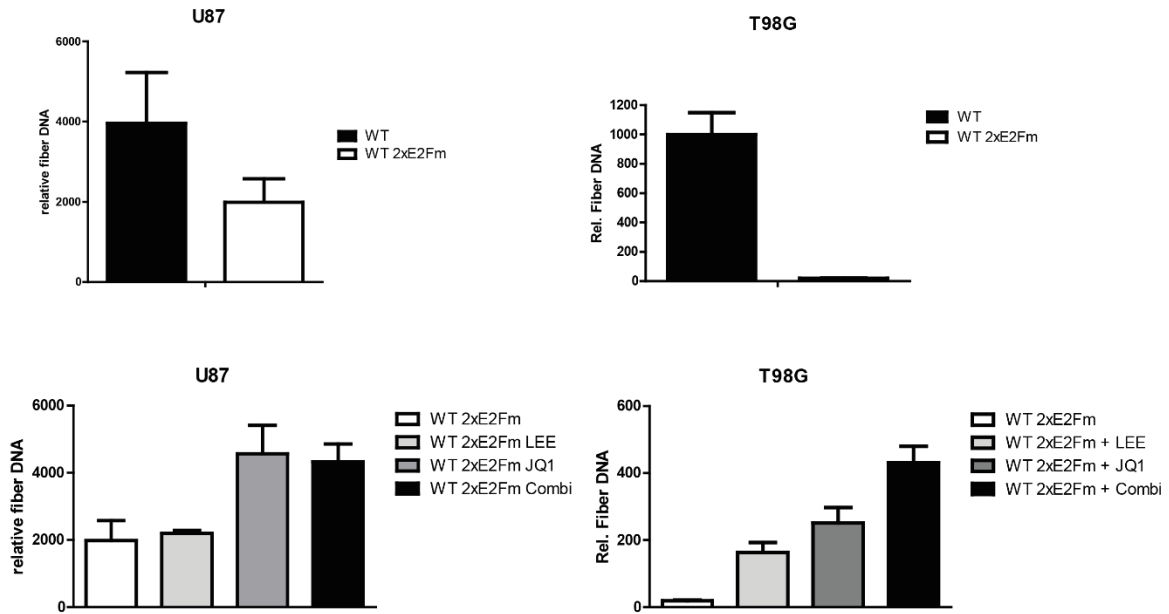 U87
relative fiber DNA
6000
4000
2000
0
WT
WT 2xE2Fm
T98G
Rel. Fiber DNA
1200
1000
800
600
400
200
0
WT
WT 2xE2Fm
U87
relative fiber DNA
6000
4000
2000
0
WT 2xE2Fm
WT 2xE2Fm LEE
WT 2xE2Fm JQ1
WT 2xE2Fm Combi
T98G
Rel. Fiber DNA
600
400
200
0
WT 2xE2Fm
WT 2xE2Fm + LEE
WT 2xE2Fm + JQ1
WT 2xE2Fm + Combi